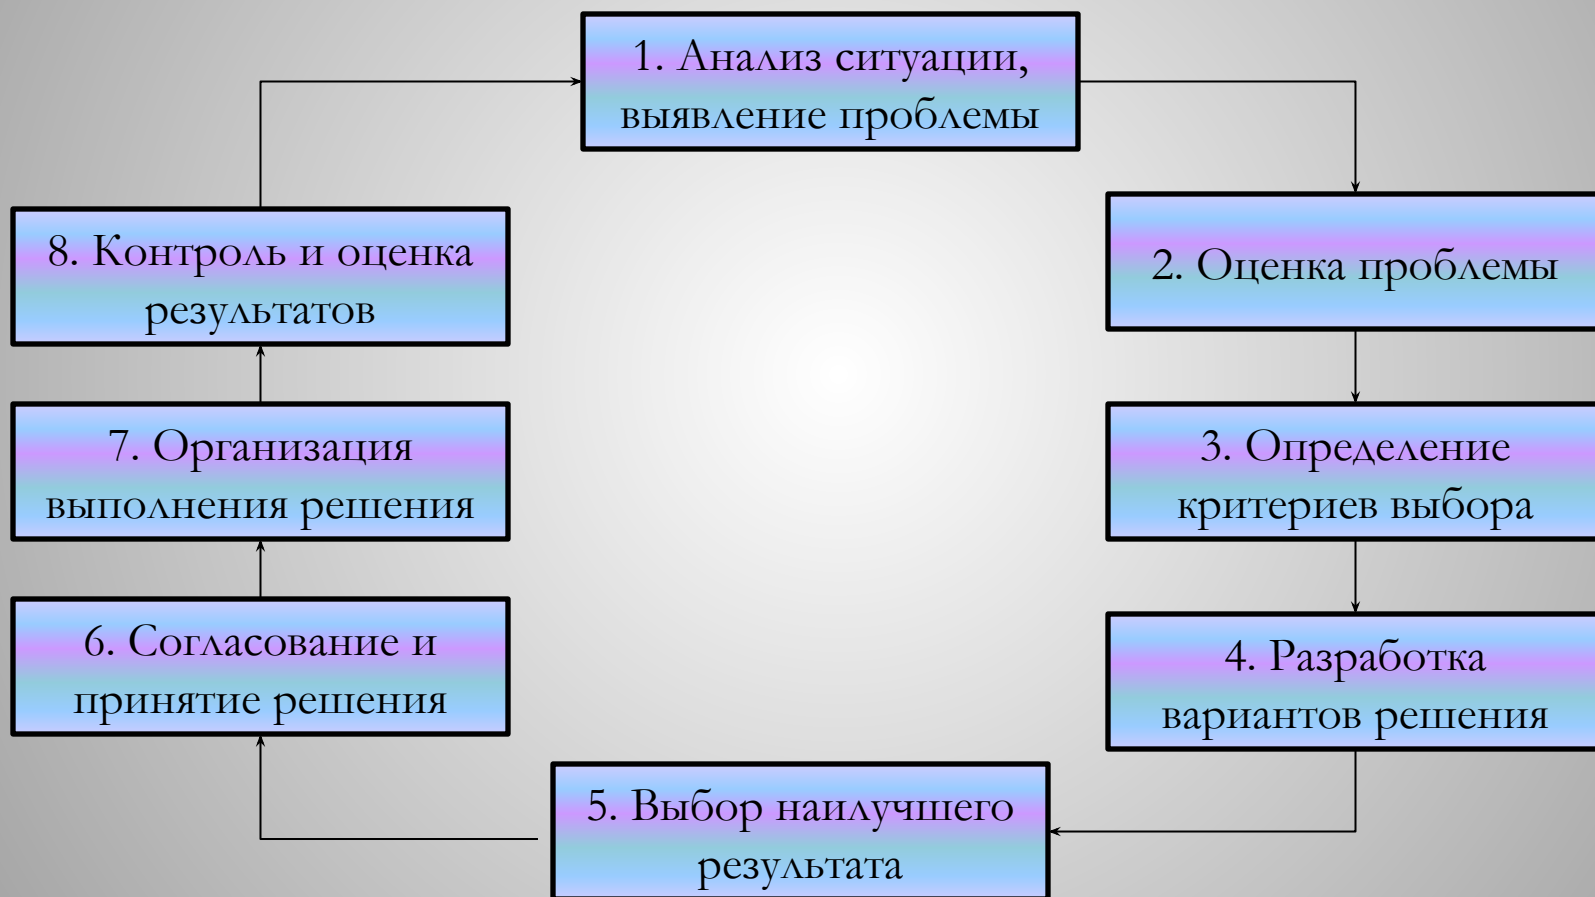 1. Анализ ситуации,
выявление проблемы
2. Оценка проблемы
3. Определение
критериев выбора
4. Разработка
вариантов решения
5. Выбор наилучшего
результата
6. Согласование и
принятие решения
7. Организация
выполнения решения
8. Контроль и оценка
результатов